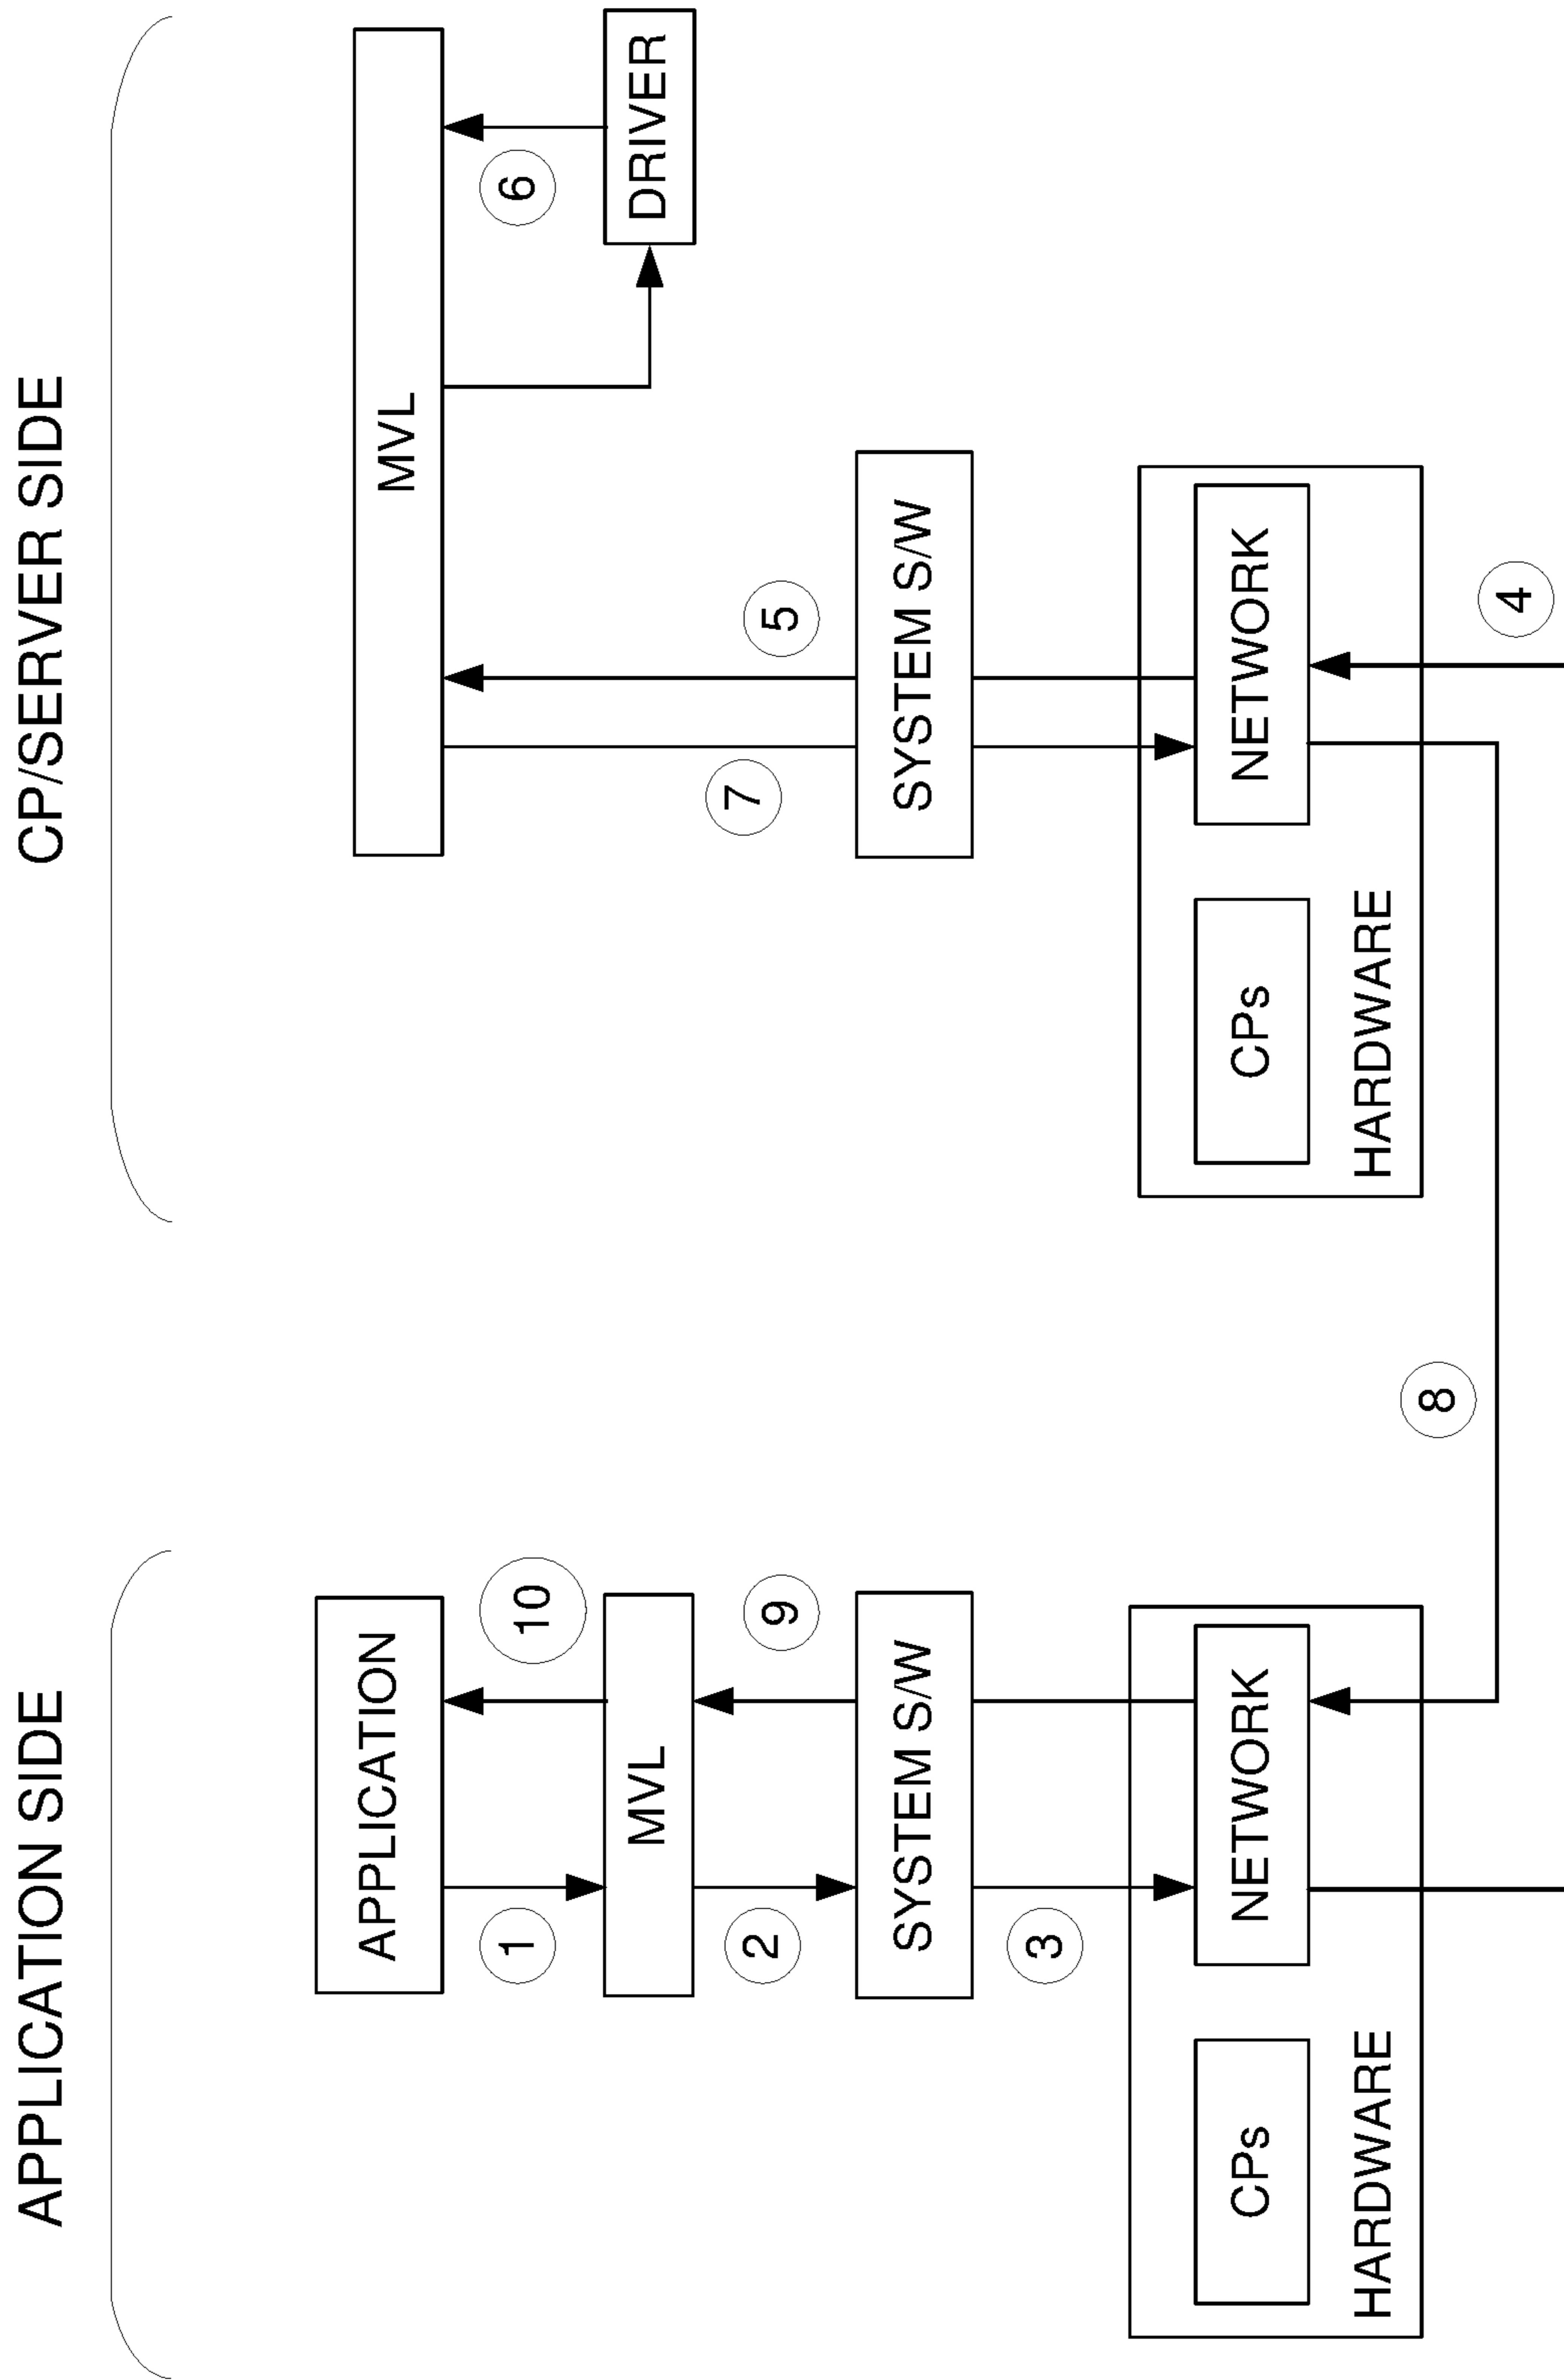 APPLICATION SIDE
APPLICATION
1
10
MVL
2
9
SYSTEM S/W
3
CPs
NETWORK
HARDWARE
8
CP/SERVER SIDE
MVL
6
DRIVER
7
5
SYSTEM S/W
CPs
NETWORK
HARDWARE
4